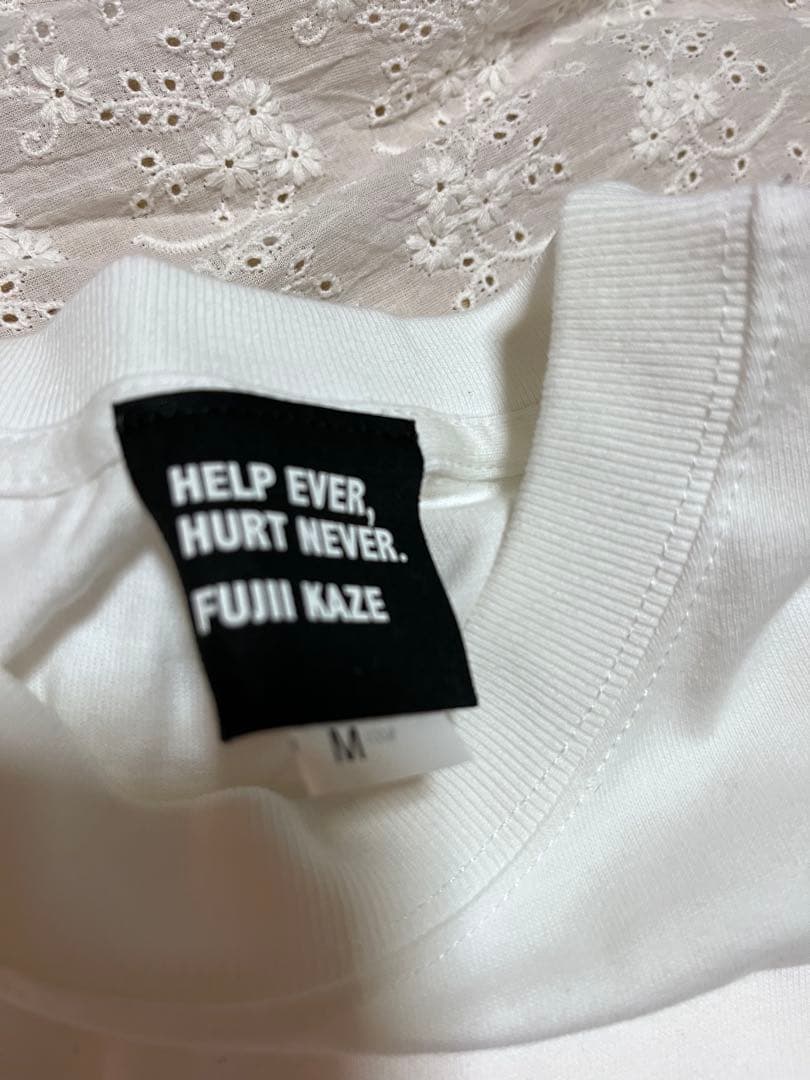 HELP EVER,
HURT NEVER.
FUJII KAZE
M